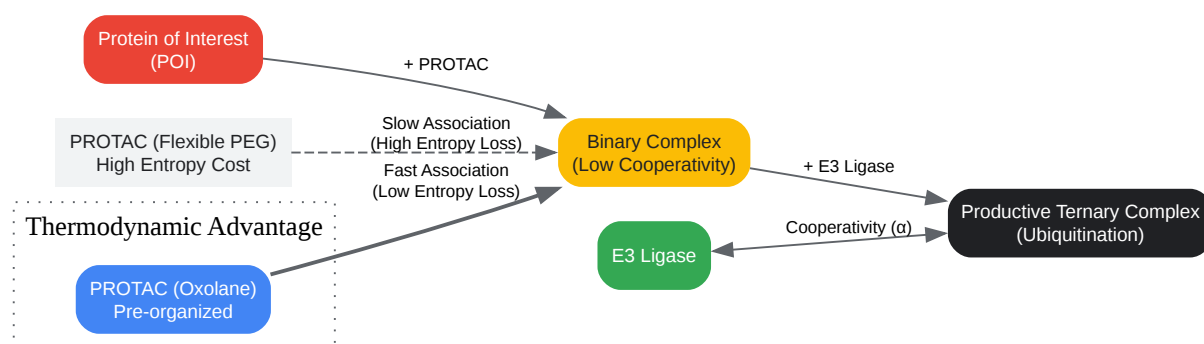 Protein of Interest
(POI)
+ PROTAC
PROTAC (Flexible PEG)
High Entropy Cost
Slow Association
(High Entropy Loss)
Fast Association
(Low Entropy Loss)
Binary Complex
(Low Cooperativity)
+ E3 Ligase
Thermodynamic Advantage
PROTAC (Oxolane)
Pre-organized
E3 Ligase
Cooperativity (α)
Productive Ternary Complex
(Ubiquitination)